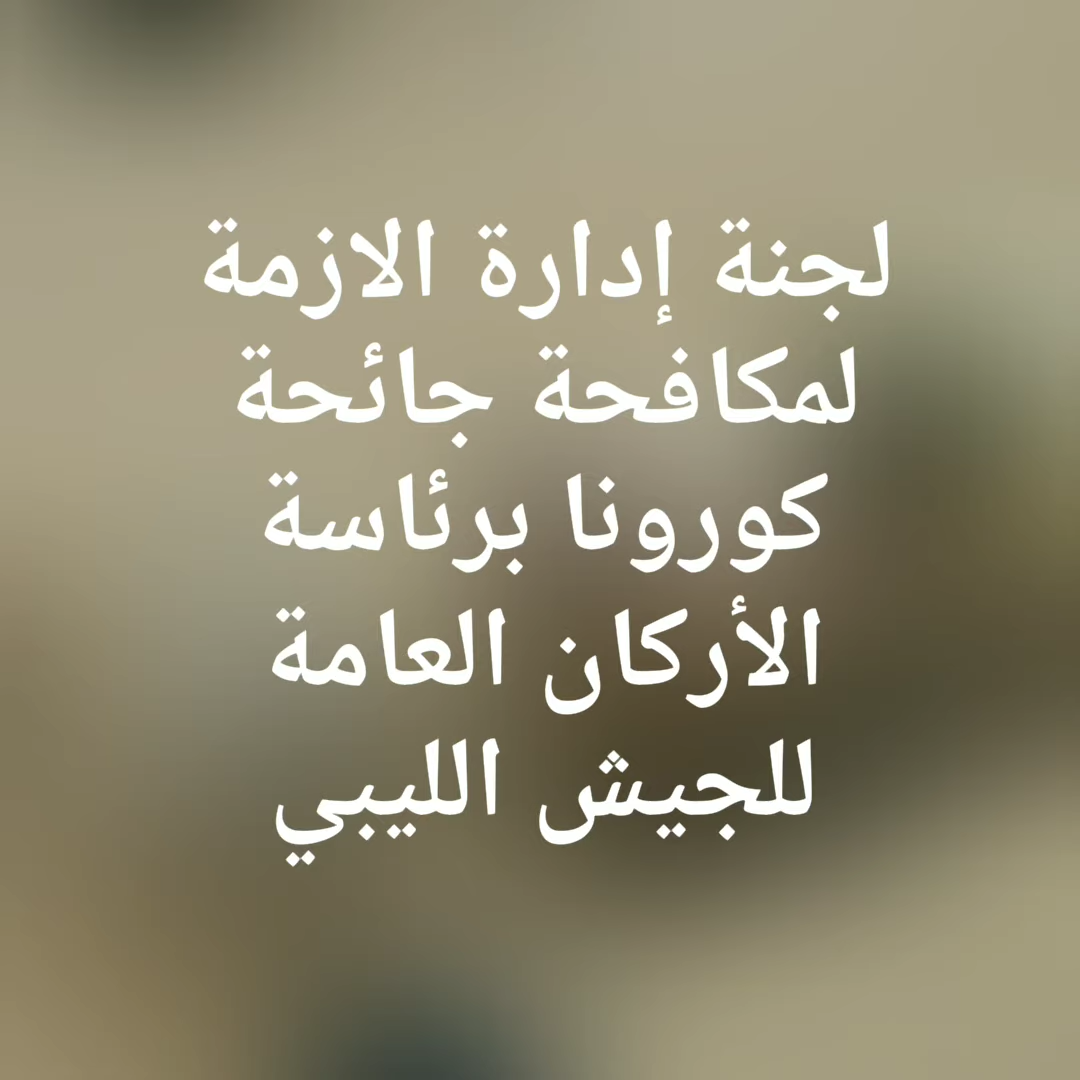 لجنة إدارة الازمة
لمكافحة جائحة
كورونا برئاسة
الأركان العامة
للجيش الليبي